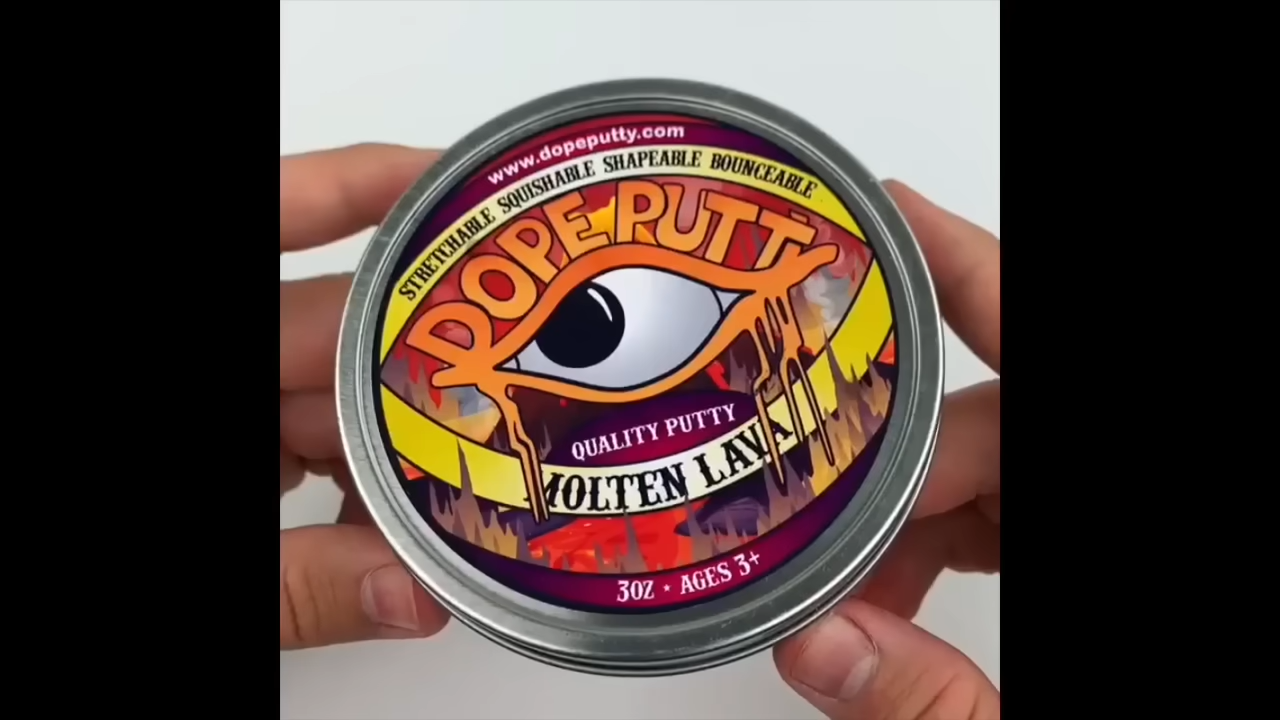 www.dopeputty.com
STRETCHABLE SQUISHABLE SHAPEABLE BOUNCEABLE
DOPE PUTTY
QUALITY PUTTY
MOLTEN LAVA
3OZ * AGES 3+